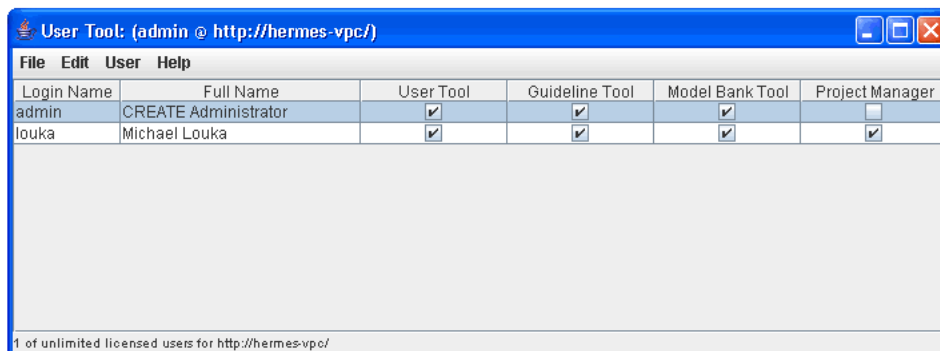 User Tool: (admin @ http://hermes-vpc/)
File Edit User Help
Login Name Full Name User Tool Guideline Tool Model Bank Tool Project Manager
admin CREATE Administrator
louka Michael Louka
1 of unlimited licensed users for http://hermes-vpc/